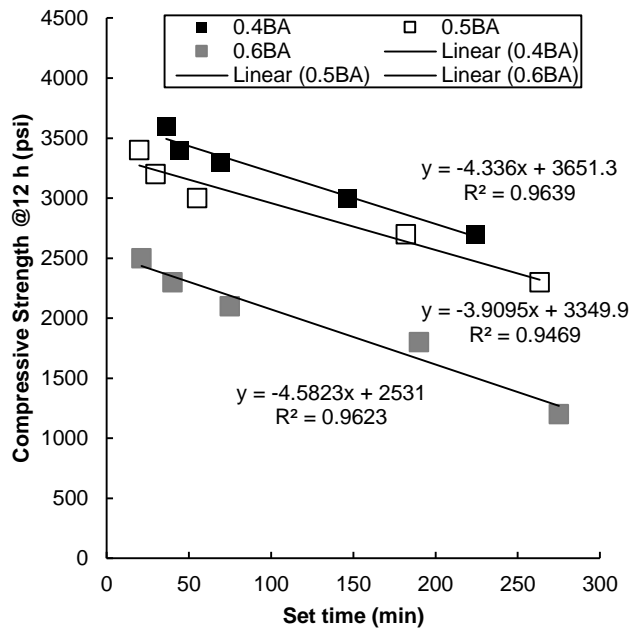 0.4BA
0.5BA
0.6BA
Linear (0.4BA)
Linear (0.5BA)
Linear (0.6BA)
4500
4000
3500
3000
2500
2000
1500
1000
500
0
Compressive Strength @12 h (psi)
y = -4.336x + 3651.3
R² = 0.9639
y = -3.9095x + 3349.9
R² = 0.9469
y = -4.5823x + 2531
R² = 0.9623
0 50 100 150 200 250 300
Set time (min)